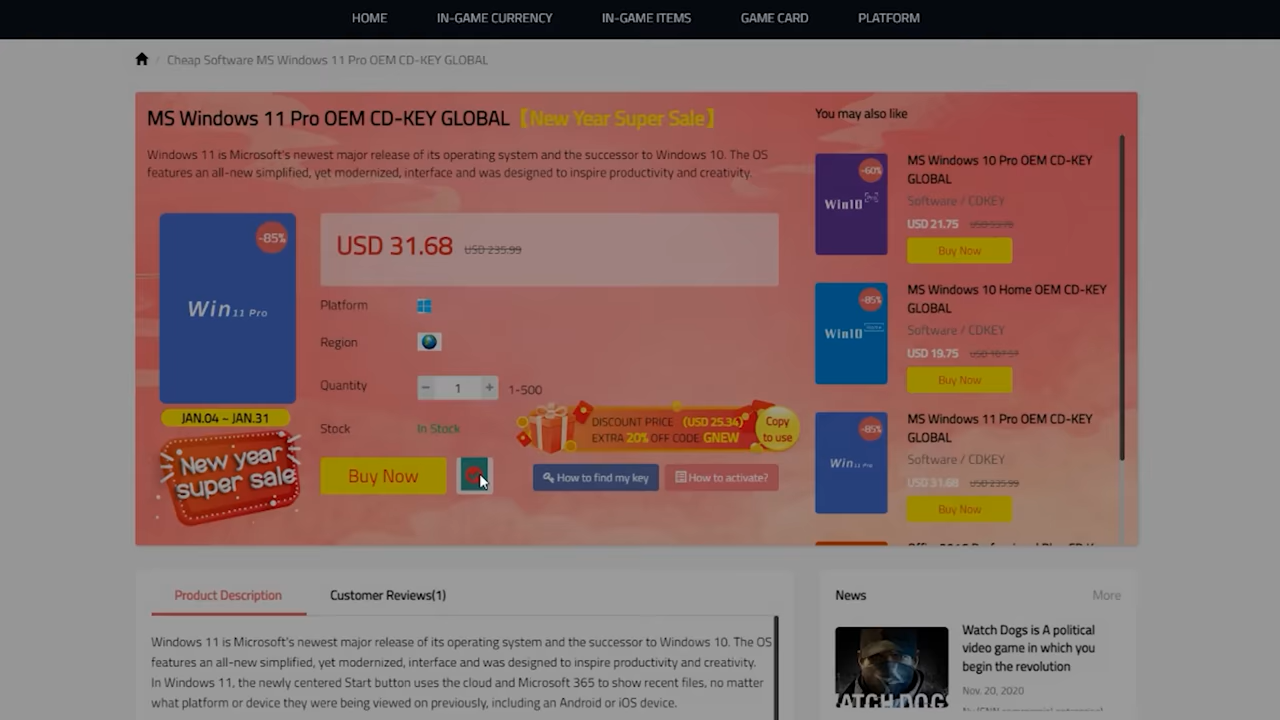 HOME
IN-GAME CURRENCY
IN-GAME ITEMS
GAME CARD
PLATFORM
/ Cheap Software MS Windows 11 Pro OEM CD-KEY GLOBAL
MS Windows 11 Pro OEM CD-KEY GLOBAL 【New Year Super Sale】
Windows 11 is Microsoft's newest major release of its operating system and the successor to Windows 10. The OS
features an all-new simplified, yet modernized, interface and was designed to inspire productivity and creativity.
-85%
Win 11 Pro
JAN.04 ~ JAN.31
New year
super sale
USD 31.68 USD 235.99
Platform
Region
Quantity − 1 + 1-500
Stock In Stock
DISCOUNT PRICE (USD 25.34)
EXTRA 20% OFF CODE GNEW
Copy
to use
Buy Now
How to find my key
How to activate?
You may also like
-60%
Win10 Pro
MS Windows 10 Pro OEM CD-KEY
GLOBAL
Software / CDKEY
USD 21.75
Buy Now
-85%
Win10 Home
MS Windows 10 Home OEM CD-KEY
GLOBAL
Software / CDKEY
USD 19.75
Buy Now
-85%
Win 11 Pro
MS Windows 11 Pro OEM CD-KEY
GLOBAL
Software / CDKEY
USD 31.68 USD 235.99
Buy Now
Product Description
Customer Reviews(1)
Windows 11 is Microsoft's newest major release of its operating system and the successor to Windows 10. The OS
features an all-new simplified, yet modernized, interface and was designed to inspire productivity and creativity.
In Windows 11, the newly centered Start button uses the cloud and Microsoft 365 to show recent files, no matter
what platform or device they were being viewed on previously, including an Android or iOS device.
News
More
WATCH DOGS
Watch Dogs is A political
video game in which you
begin the revolution
Nov. 20, 2020